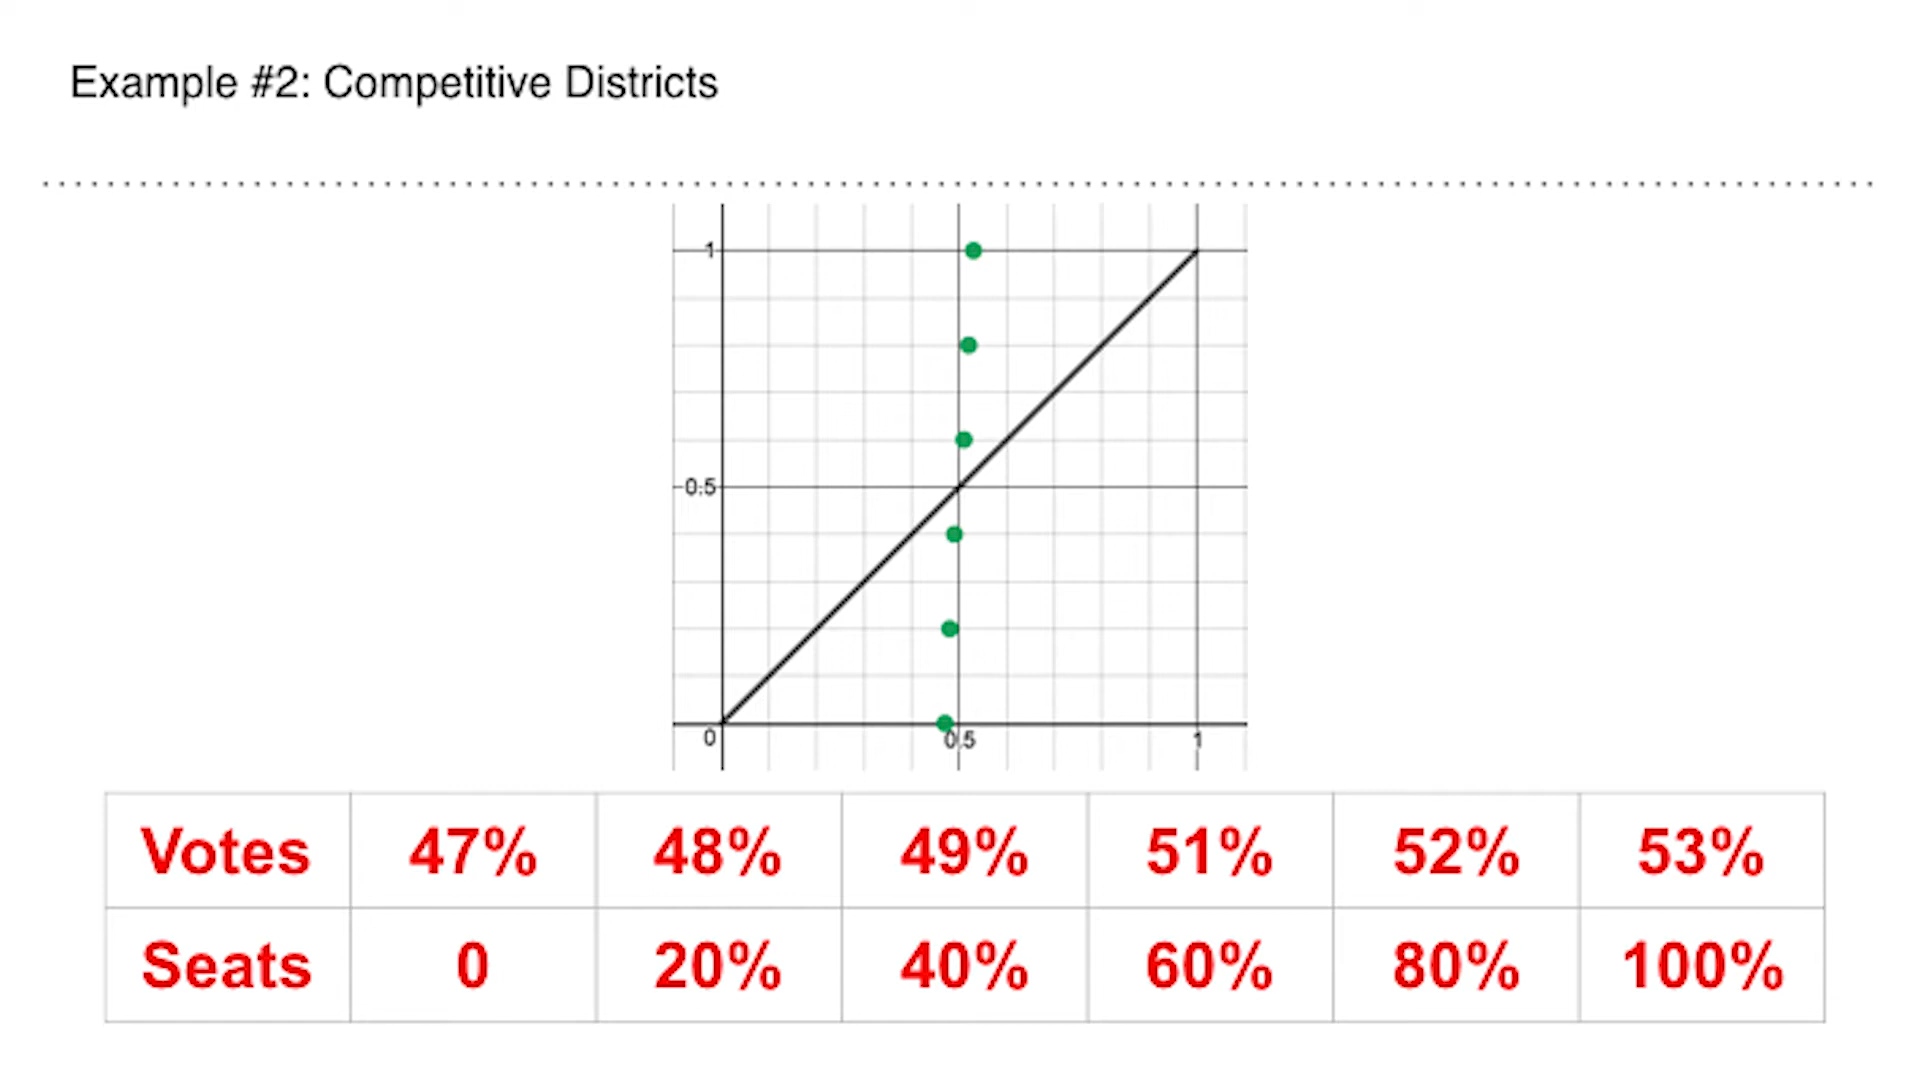 Example #2: Competitive Districts
1
0.5
0 0.5 1
Votes 47% 48% 49% 51% 52% 53%
Seats 0 20% 40% 60% 80% 100%